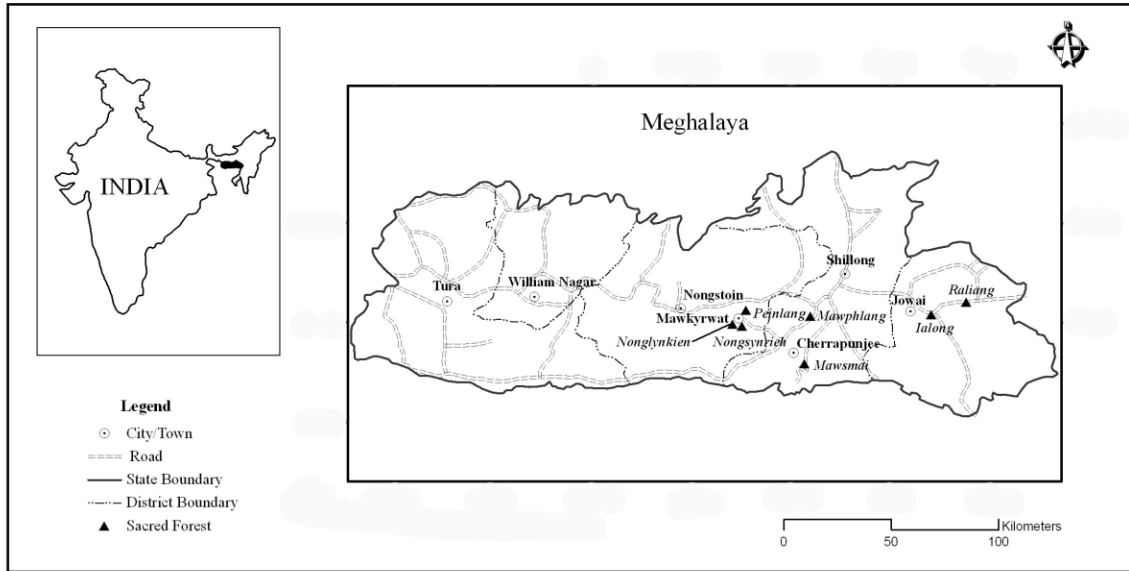 INDIA
Meghalaya
Shillong
Tura
William Nagar
Nongstoin
Jowai
Raliang
Mawkyrwat
Peinlang
Mawphlang
Ialong
Nonglynkien
Nongsynrieh
Cherrapunjee
Mawsmai
Legend
City/Town
Road
State Boundary
District Boundary
Sacred Forest
Kilometers
0 50 100